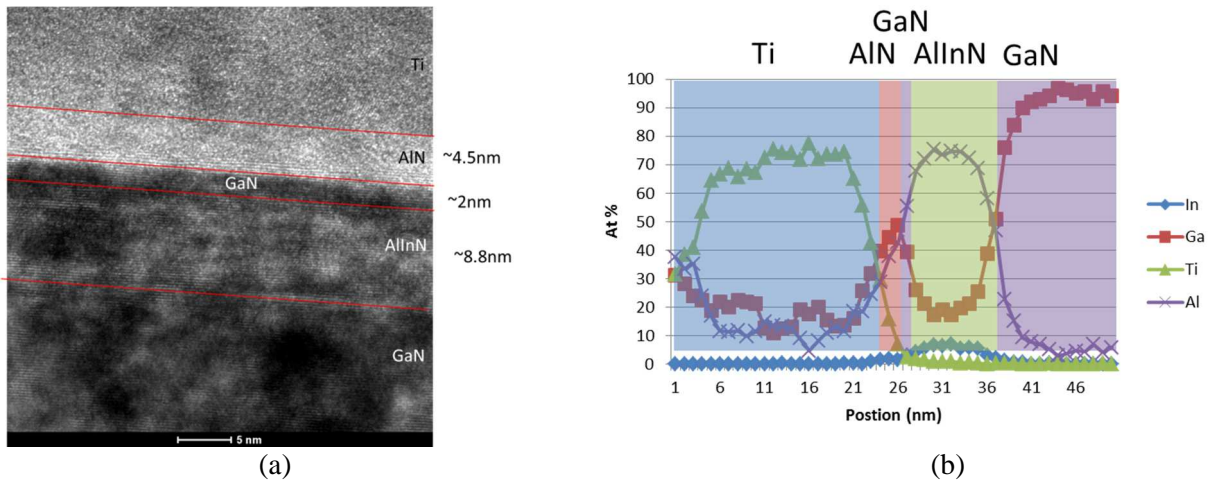 Ti
AlN
~4.5nm
GaN
~2nm
AlInN
~8.8nm
GaN
5 nm
(a)
GaN
Ti AlN AlInN GaN
100
90
80
70
60
50
40
30
20
10
0
At %
1 6 11 16 21 26 31 36 41 46
Postion (nm)
In
Ga
Ti
Al
(b)